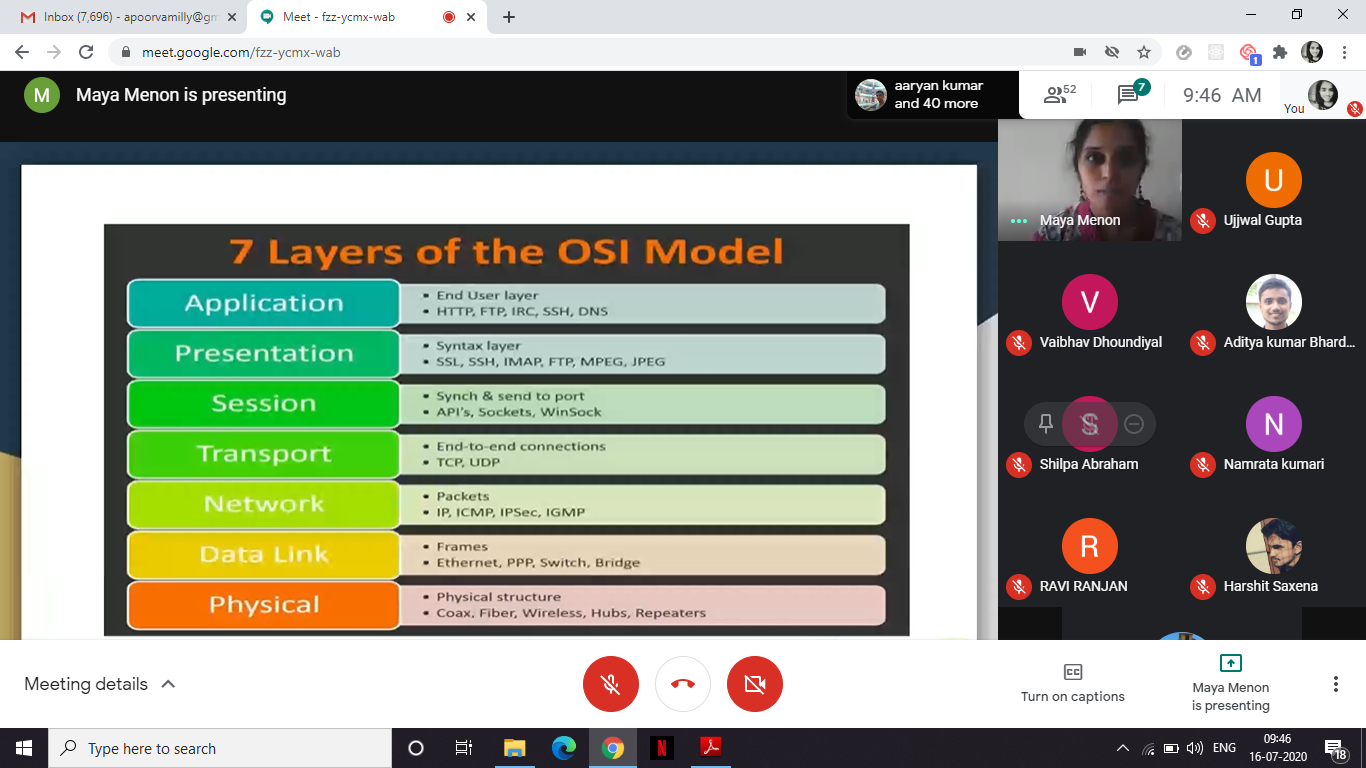 Inbox (7,696) - apoorvamilly@gm
Meet - fzz-ycmx-wab
meet.google.com/fzz-ycmx-wab
1
M
Maya Menon is presenting
aaryan kumar
and 40 more
52
7
9:46 AM
You
7 Layers of the OSI Model
Application
• End User layer
• HTTP, FTP, IRC, SSH, DNS
Presentation
• Syntax layer
• SSL, SSH, IMAP, FTP, MPEG, JPEG
Session
• Synch & send to port
• API's, Sockets, WinSock
Transport
• End-to-end connections
• TCP, UDP
Network
• Packets
• IP, ICMP, IPSec, IGMP
Data Link
• Frames
• Ethernet, PPP, Switch, Bridge
Physical
• Physical structure
• Coax, Fiber, Wireless, Hubs, Repeaters
Maya Menon
U
Ujjwal Gupta
V
Vaibhav Dhoundiyal
Aditya kumar Bhard...
S
Shilpa Abraham
N
Namrata kumari
R
RAVI RANJAN
Harshit Saxena
Meeting details
Turn on captions
Maya Menon
is presenting
Type here to search
N
ENG
09:46
16-07-2020
18